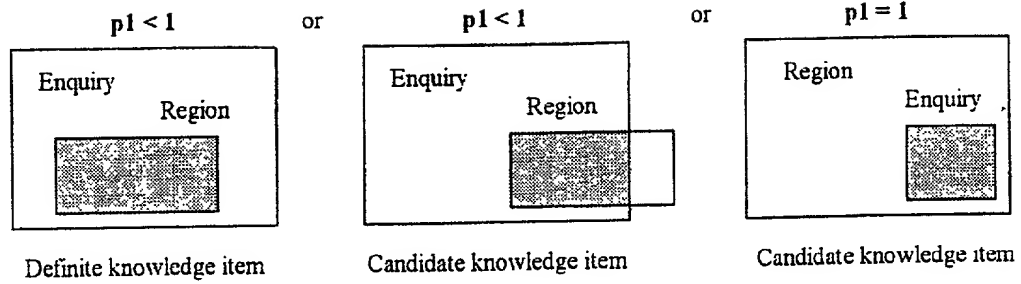 p1 < 1 or p1 < 1 or p1 = 1
Enquiry
Region
Definite knowledge item
Enquiry
Region
Candidate knowledge item
Region
Enquiry
Candidate knowledge item